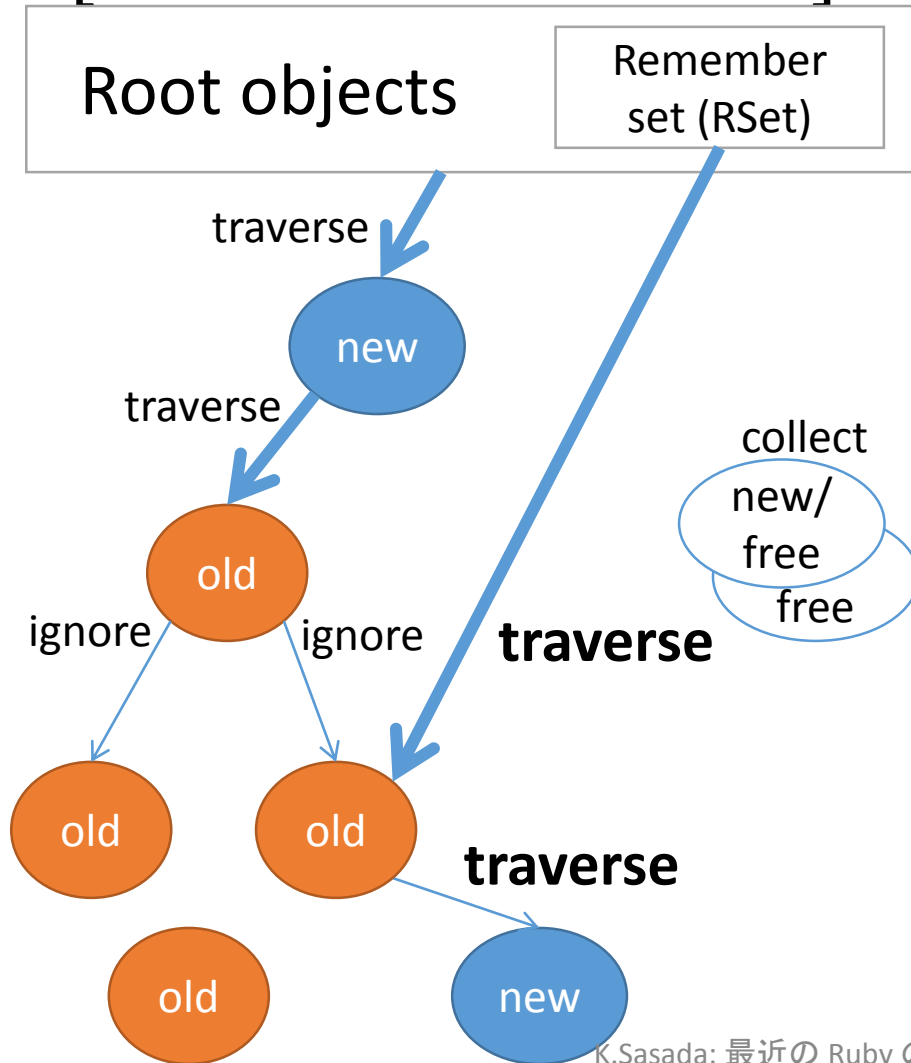 Root objects
Remember
set (RSet)
traverse
new
traverse
collect
new/
free
free
old
ignore
ignore
traverse
old
old
traverse
old
new
K.Sasada: 最近の Ruby